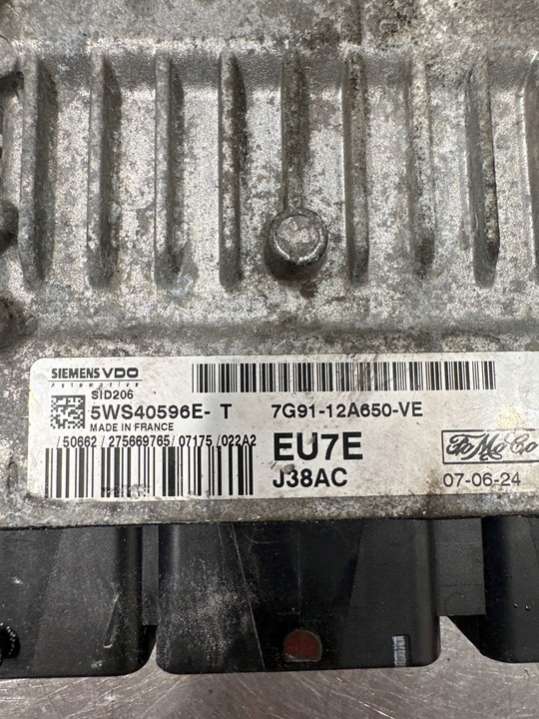 SIEMENS VDO
Automotive
SID206
5WS40596E- T
MADE IN FRANCE
/50662/275669765/07175/022A2
7G91-12A650-VE
EU7E
J38AC
FoMoCo
07-06-24